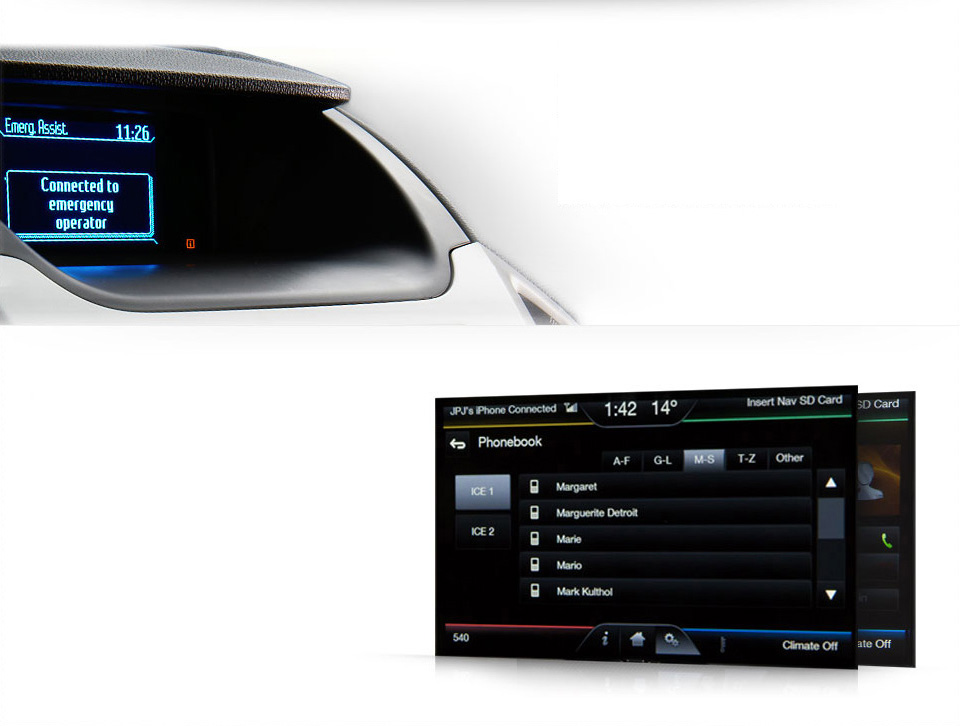 Emerg. Assist.
11:26
Connected to
emergency
operator
JPJ's iPhone Connected
1:42 14°
Insert Nav SD Card
SD Card
Phonebook
A-F G-L M-S T-Z Other
ICE 1
ICE 2
Margaret
Marguerite Detroit
Marie
Mario
Mark Kulthol
540
Climate Off
ate Off